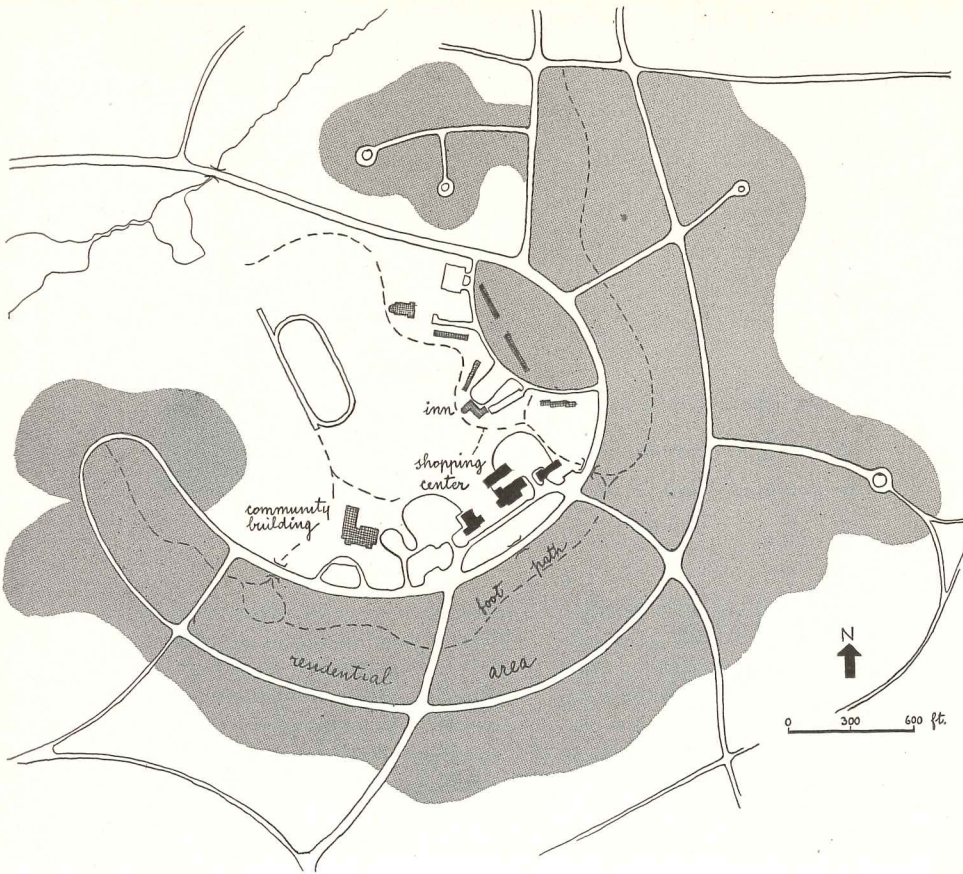 inn
shopping
center
community
building
foot path
residential area
N
0 300 600 ft.